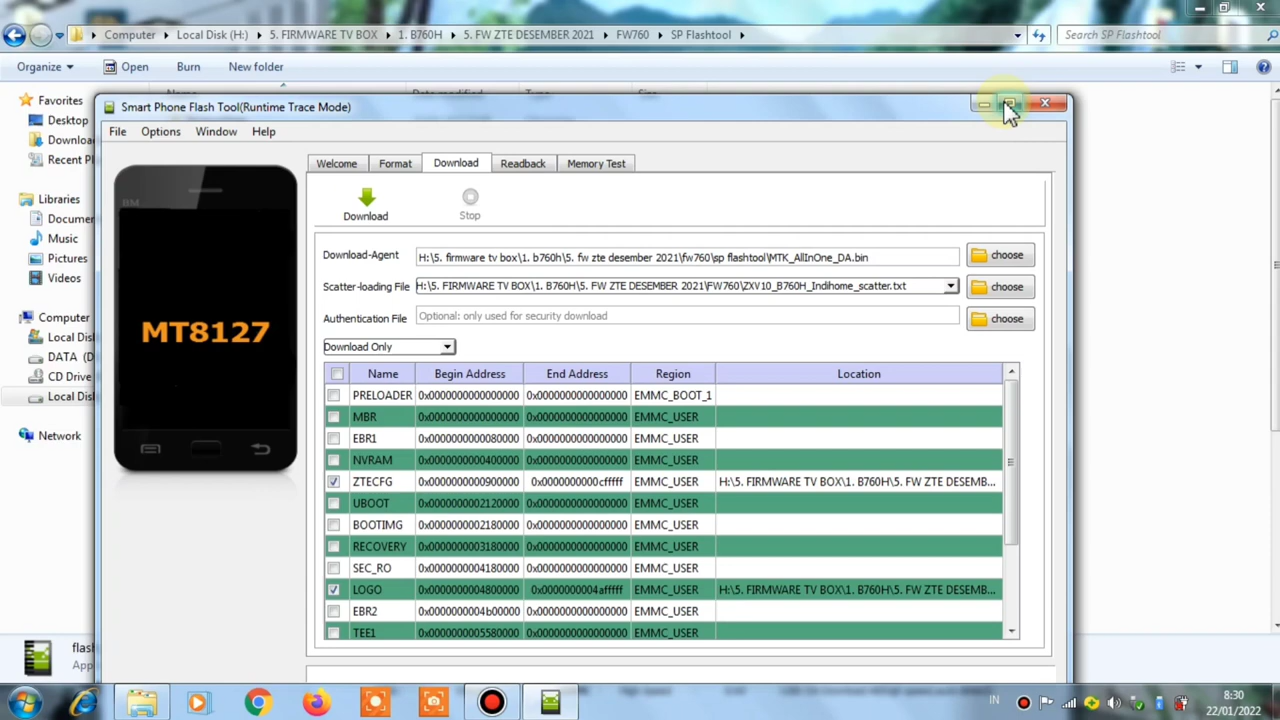 Computer Local Disk (H:) 5. FIRMWARE TV BOX 1. B760H 5. FW ZTE DESEMBER 2021 FW760 SP Flashtool Search SP Flashtool
Organize Open Burn New folder
Favorites
Desktop
Recent
Libraries
Music
Pictures
Videos
Computer
DATA
CD Drive
Network
Smart Phone Flash Tool(Runtime Trace Mode)
File Options Window Help
BM
MT8127
Welcome Format Download Readback Memory Test
Download Stop
Download-Agent H:\5. firmware tv box\1. b760h\5. fw zte desember 2021\fw760\sp flashtool\MTK_AllInOne_DA.bin choose
Scatter-loading File H:\5. FIRMWARE TV BOX\1. B760H\5. FW ZTE DESEMBER 2021\FW760\ZXV10_B760H_Indihome_scatter.txt choose
Authentication File Optional: only used for security download choose
Download Only
Name Begin Address End Address Region Location
PRELOADER 0x0000000000000000 0x0000000000000000 EMMC_BOOT_1
MBR 0x0000000000000000 0x0000000000000000 EMMC_USER
EBR1 0x0000000000080000 0x0000000000000000 EMMC_USER
NVRAM 0x0000000000400000 0x0000000000000000 EMMC_USER
ZTECFG 0x0000000000900000 0x0000000000cfffff EMMC_USER H:\5. FIRMWARE TV BOX\1. B760H\5. FW ZTE DESEMB...
UBOOT 0x0000000002120000 0x0000000000000000 EMMC_USER
BOOTIMG 0x0000000002180000 0x0000000000000000 EMMC_USER
RECOVERY 0x0000000003180000 0x0000000000000000 EMMC_USER
SEC_RO 0x0000000004180000 0x0000000000000000 EMMC_USER
LOGO 0x0000000004800000 0x0000000004afffff EMMC_USER H:\5. FIRMWARE TV BOX\1. B760H\5. FW ZTE DESEMB...
EBR2 0x0000000004b00000 0x0000000000000000 EMMC_USER
TEE1 0x0000000005580000 0x0000000000000000 EMMC_USER
IN
8:30
22/01/2022